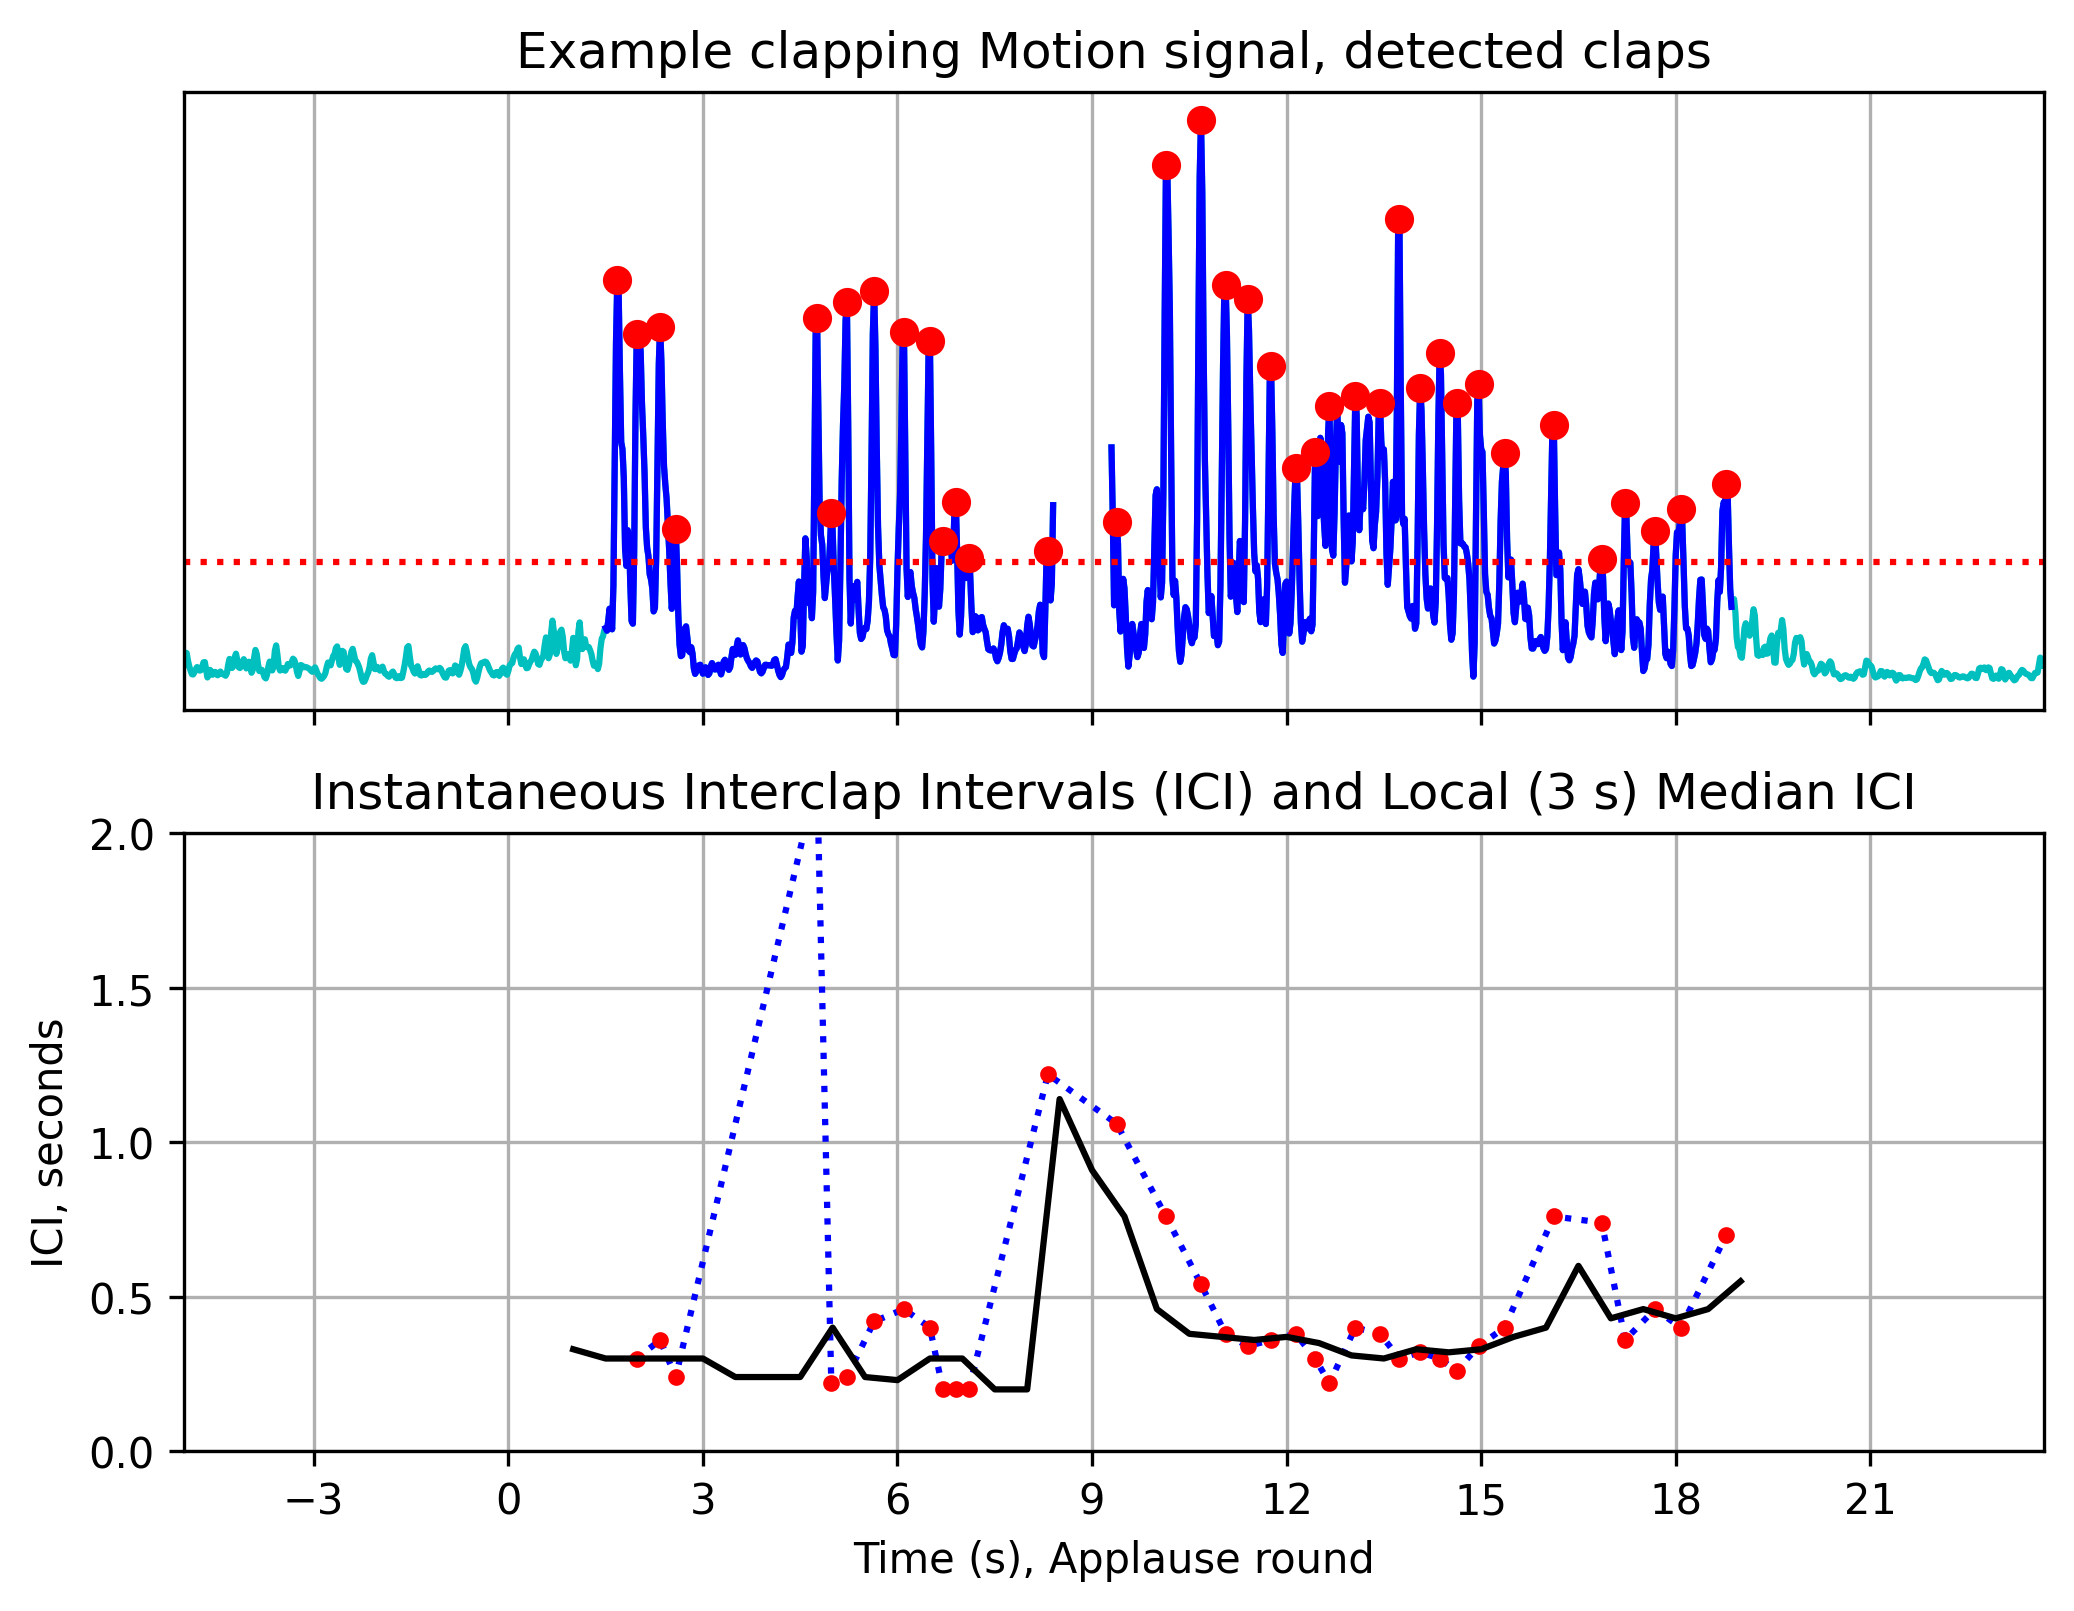 Example clapping Motion signal, detected claps
Instantaneous Interclap Intervals (ICI) and Local (3 s) Median ICI
2.0
1.5
1.0
0.5
0.0
ICI, seconds
−3 0 3 6 9 12 15 18 21
Time (s), Applause round